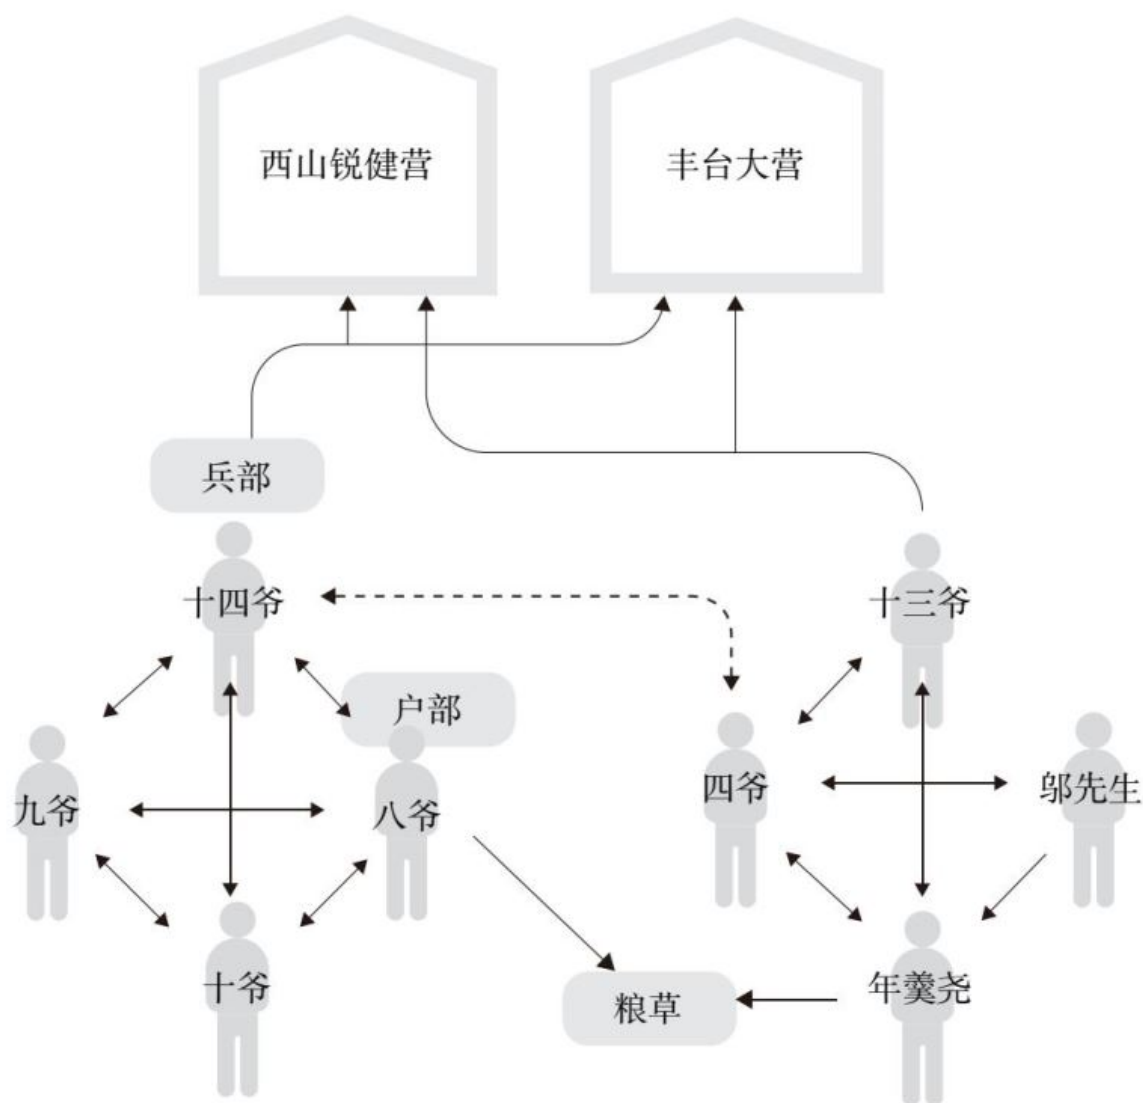 西山锐健营
丰台大营
兵部
十四爷
十三爷
户部
九爷
八爷
四爷
邬先生
十爷
粮草
年羹尧